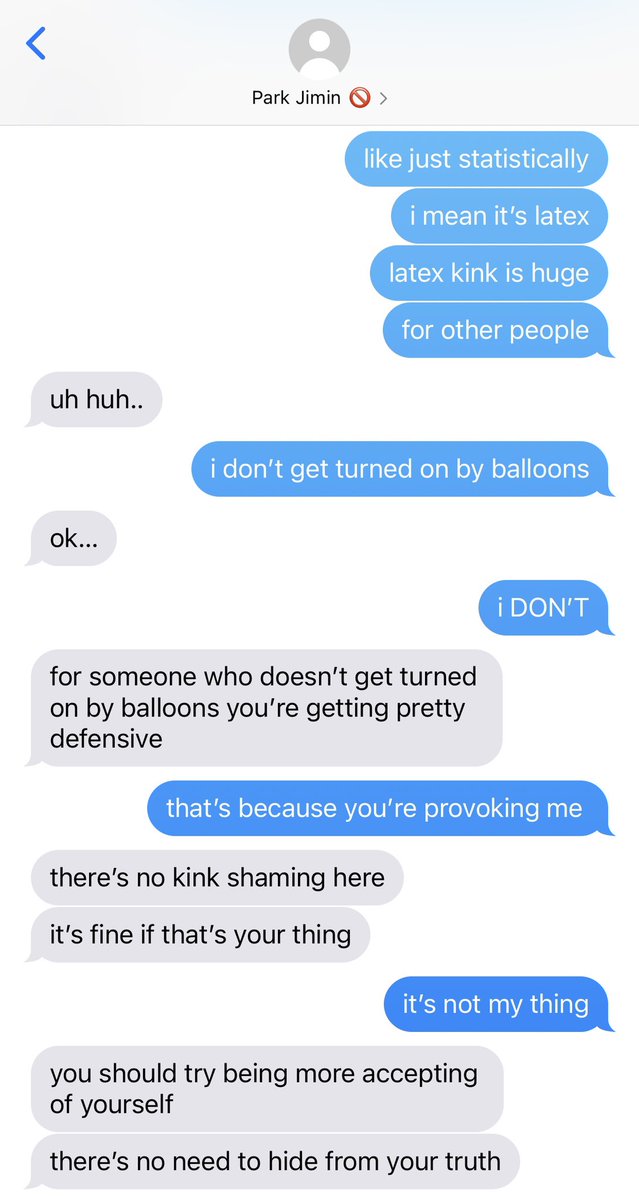 Park Jimin 🚫 >
like just statistically
i mean it’s latex
latex kink is huge
for other people
uh huh..
i don’t get turned on by balloons
ok...
i DON’T
for someone who doesn’t get turned
on by balloons you’re getting pretty
defensive
that’s because you’re provoking me
there’s no kink shaming here
it’s fine if that’s your thing
it’s not my thing
you should try being more accepting
of yourself
there’s no need to hide from your truth